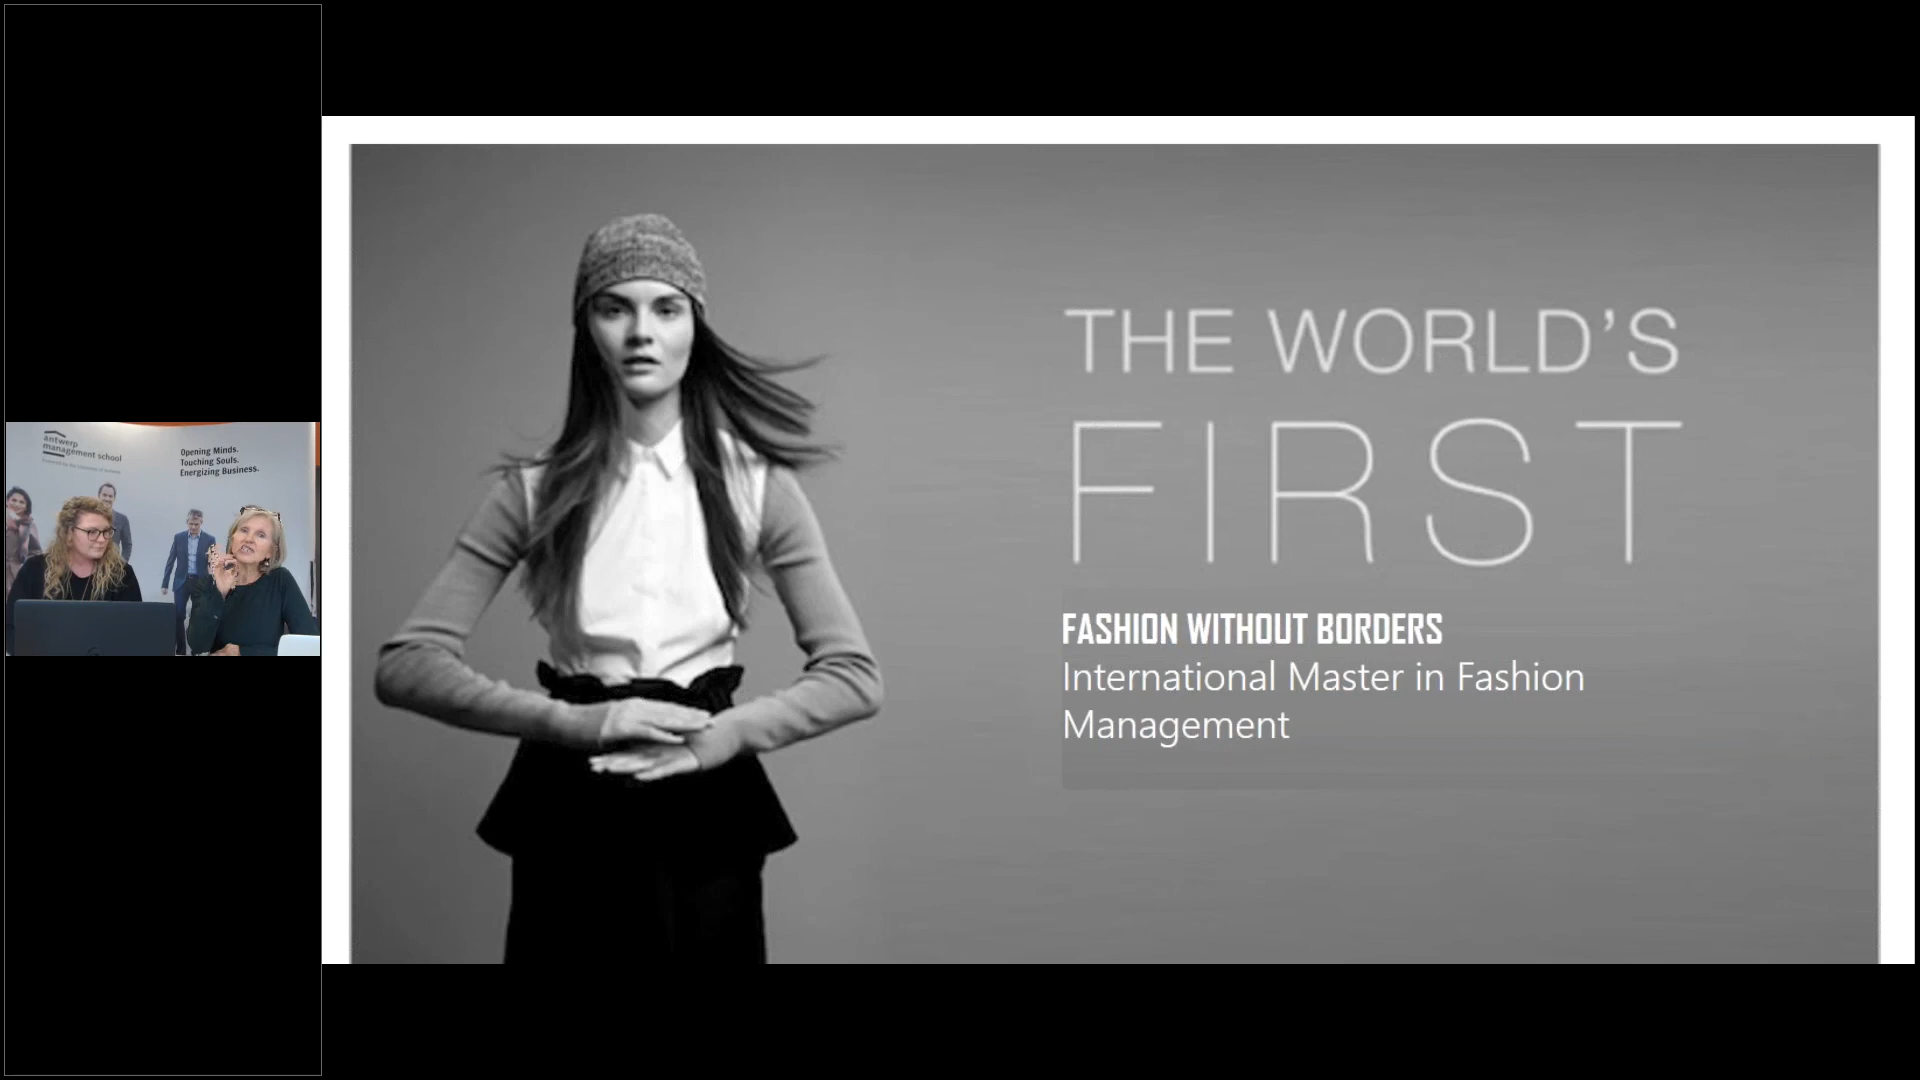 antwerp
management school
Opening Minds.
Touching Souls.
Energizing Business.
THE WORLD'S
FIRST
FASHION WITHOUT BORDERS
International Master in Fashion
Management